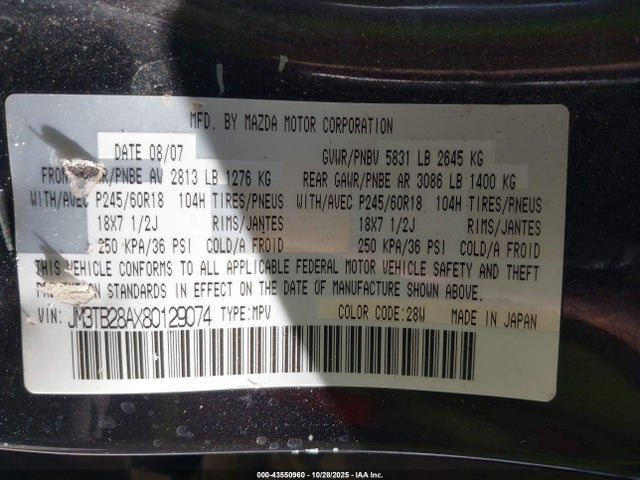 MFD. BY MAZDA MOTOR CORPORATION
DATE 08/07 GVWR/PNBV 5831 LB 2645 KG
FRONT GAWR/PNBE AV 2813 LB 1276 KG REAR GAWR/PNBE AR 3086 LB 1400 KG
WITH/AVEC P245/60R18 104H TIRES/PNEUS WITH/AVEC P245/60R18 104H TIRES/PNEUS
18X7 1/2J RIMS/JANTES 18X7 1/2J RIMS/JANTES
250 KPA/36 PSI COLD/A FROID 250 KPA/36 PSI COLD/A FROID
THIS VEHICLE CONFORMS TO ALL APPLICABLE FEDERAL MOTOR VEHICLE SAFETY AND THEFT
PREVENTION STANDARDS IN EFFECT ON THE DATE OF MANUFACTURE SHOWN ABOVE.
VIN: JM3TB28AX80129074 TYPE:MPV COLOR CODE:28W MADE IN JAPAN
000-43550960 - 10/28/2025 - IAA Inc.